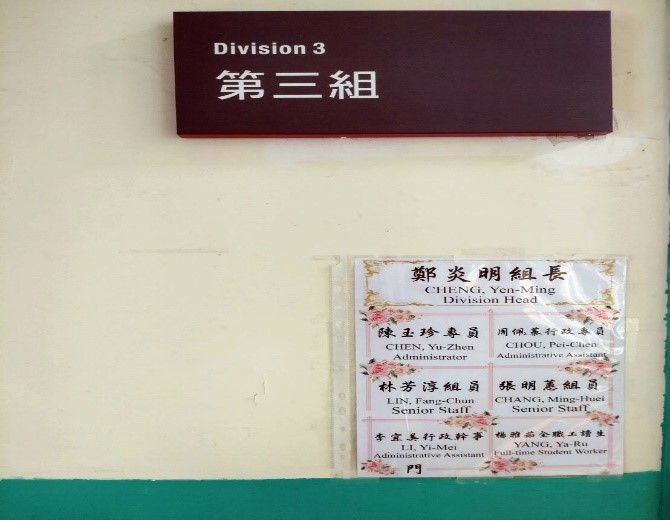 Division 3
第三組
鄭炎明組長
CHENG, Yen-Ming
Division Head
陳玉珍專員
CHEN, Yu-Zhen
Administrator
周佩蓁行政專員
CHOU, Pei-Chen
Administrative Assistant
林芳淳組員
LIN, Fang-Chun
Senior Staff
張明蕙組員
CHANG, Ming-Huei
Senior Staff
李宜美行政幹事
LI, Yi-Mei
Administrative Assistant
楊雅茹全職工讀生
YANG, Ya-Ru
Full-time Student Worker
門